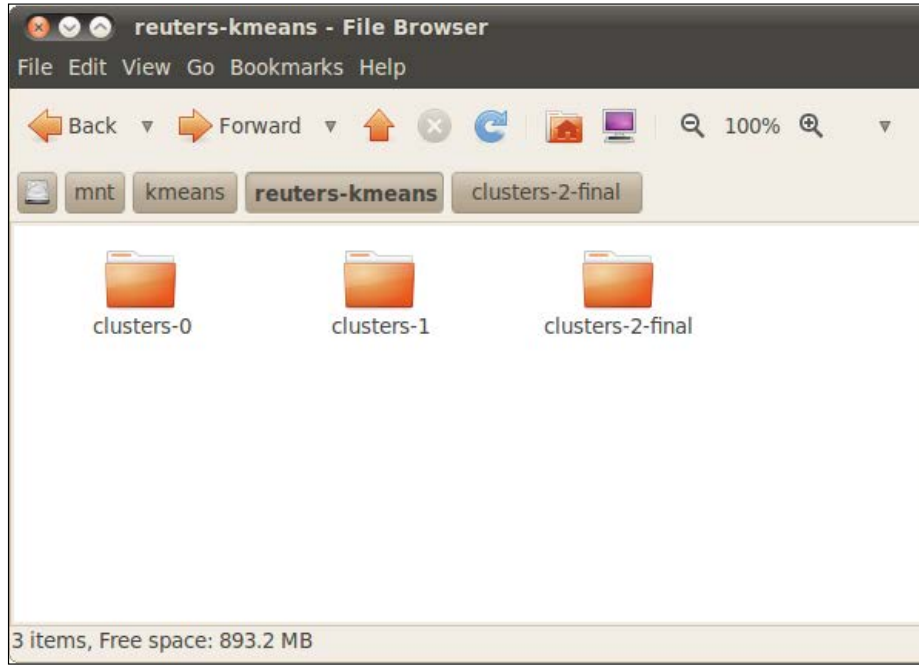 reuters-kmeans - File Browser
File Edit View Go Bookmarks Help
Back Forward 100%
mnt kmeans reuters-kmeans clusters-2-final
clusters-0 clusters-1 clusters-2-final
3 items, Free space: 893.2 MB